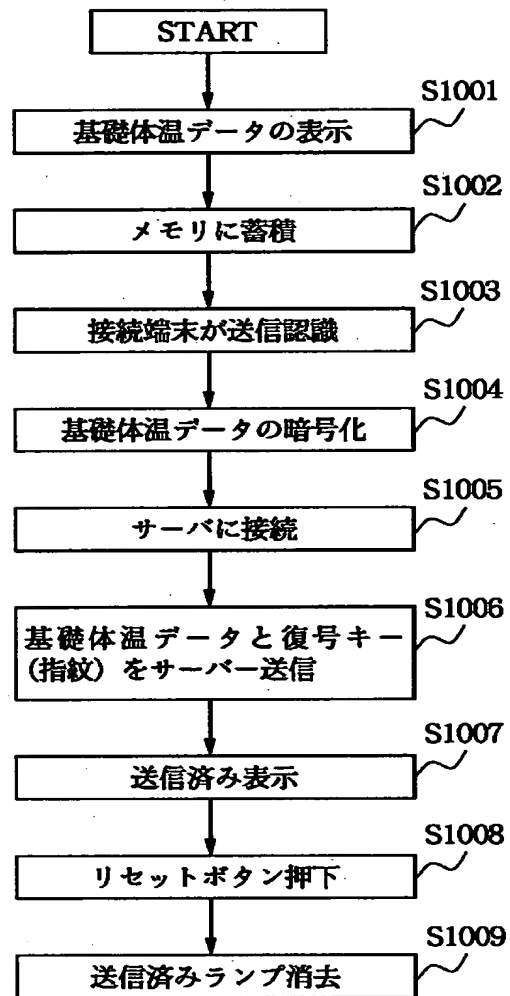 START
S1001
基礎体温データの表示
S1002
メモリに蓄積
S1003
接続端末が送信認識
S1004
基礎体温データの暗号化
S1005
サーバに接続
S1006
基礎体温データと復号キー
(指紋)をサーバー送信
S1007
送信済み表示
S1008
リセットボタン押下
S1009
送信済みランプ消去